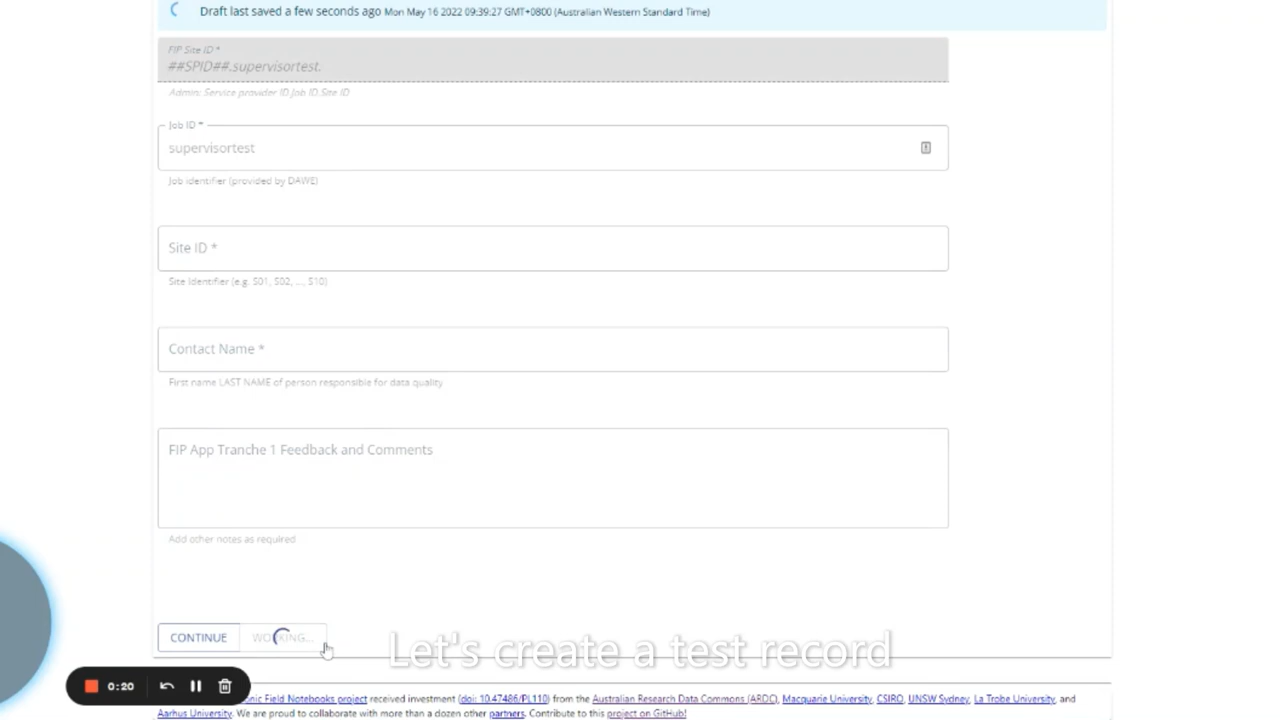 Draft last saved a few seconds ago Mon May 16 2022 09:39:27 GMT+0800 (Australian Western Standard Time)
FIP Site ID *
##SPID##.supervisortest.
Admin: Service provider ID.Job ID.Site ID
Job ID *
supervisortest
Job identifier (provided by DAWE)
Site ID *
Site Identifier (e.g. S01, S02, ..., S10)
Contact Name *
First name LAST NAME of person responsible for data quality
FIP App Tranche 1 Feedback and Comments
Add other notes as required
CONTINUE WORKING...
Let's create a test record
0:20
onic Field Notebooks project received investment (doi: 10.47486/PL110) from the Australian Research Data Commons (ARDC), Macquarie University, CSIRO, UNSW Sydney, La Trobe University, and
Aarhus University. We are proud to collaborate with more than a dozen other partners. Contribute to this project on GitHub!